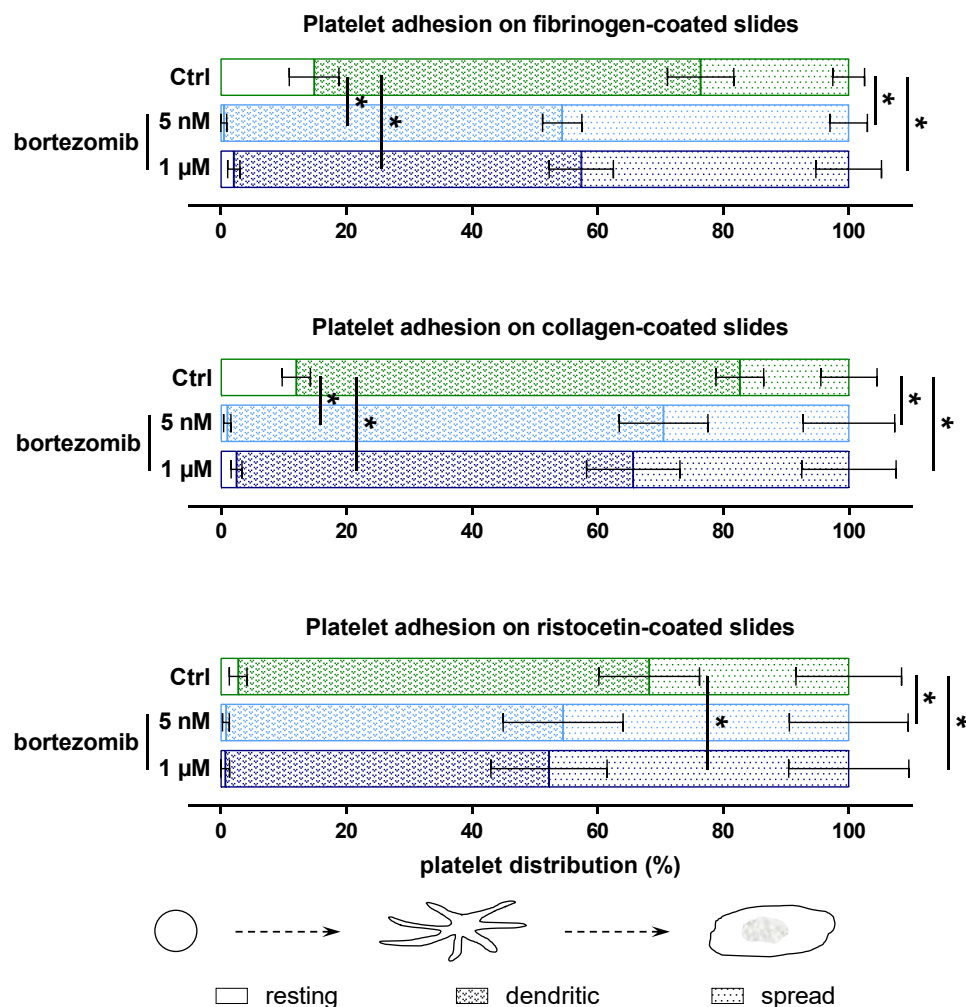 Platelet adhesion on fibrinogen-coated slides
Ctrl
*
*
5 nM
*
*
bortezomib
1 µM
0 20 40 60 80 100
Platelet adhesion on collagen-coated slides
Ctrl
5 nM
*
*
*
*
bortezomib
1 µM
0 20 40 60 80 100
Platelet adhesion on ristocetin-coated slides
Ctrl
*
5 nM
*
*
bortezomib
1 µM
0 20 40 60 80 100
platelet distribution (%)
resting dendritic spread